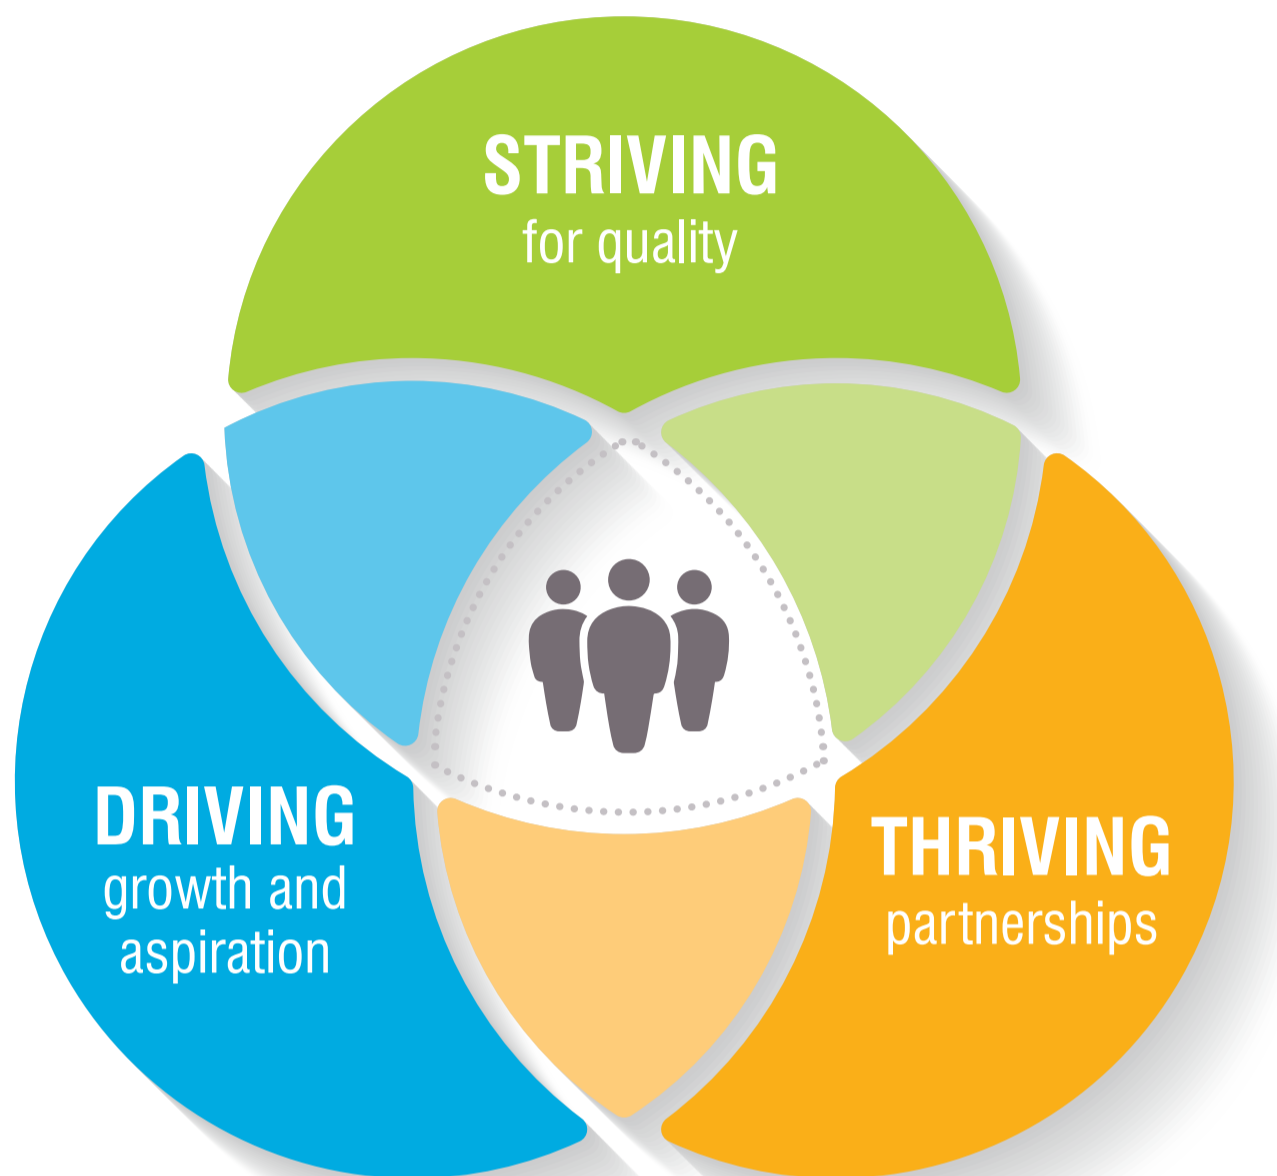 STRIVING
for quality
DRIVING
growth and
aspiration
THRIVING
partnerships